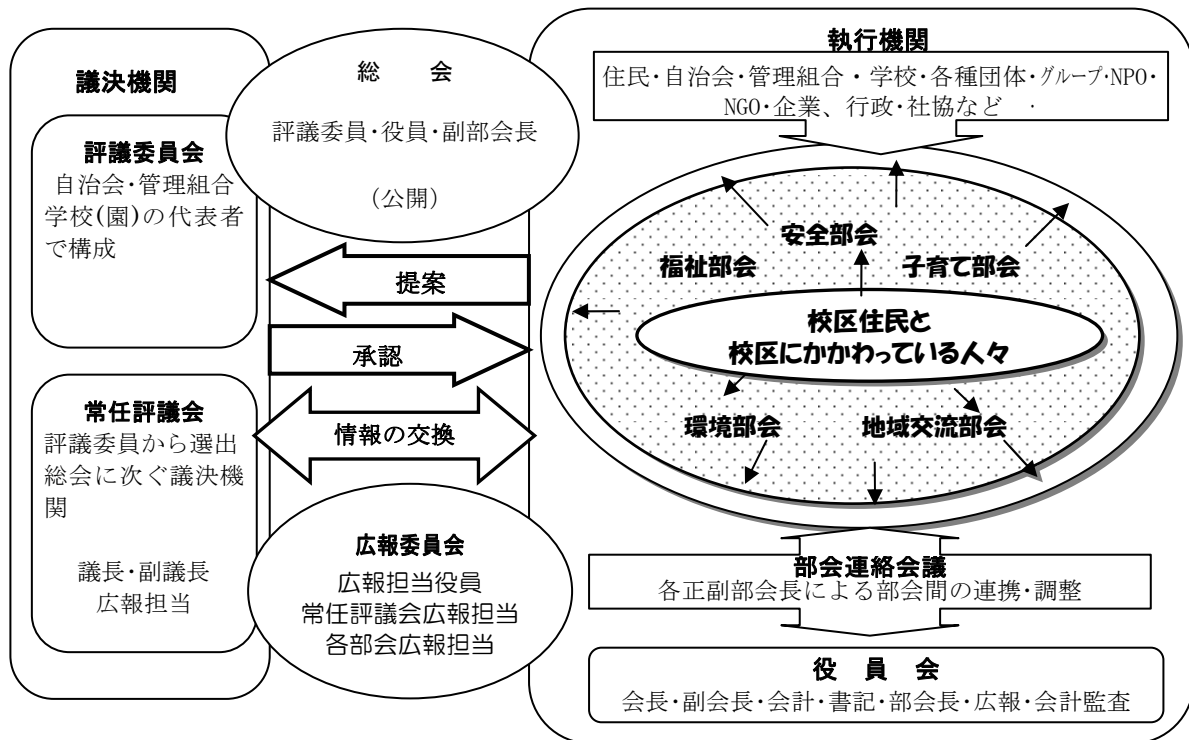 議決機関
評議委員会
自治会・管理組合
学校(園)の代表者
で構成
常任評議会
評議委員から選出
総会に次ぐ議決機
関
議長・副議長
広報担当
総　会
評議委員・役員・副部会長
(公開)
提案
承認
情報の交換
広報委員会
広報担当役員
常任評議会広報担当
各部会広報担当
執行機関
住民・自治会・管理組合・学校・各種団体・グループ・NPO・
NGO・企業、行政・社協など　・
安全部会
福祉部会
子育て部会
校区住民と
校区にかかわっている人々
環境部会
地域交流部会
部会連絡会議
各正副部会長による部会間の連携・調整
役　員　会
会長・副会長・会計・書記・部会長・広報・会計監査